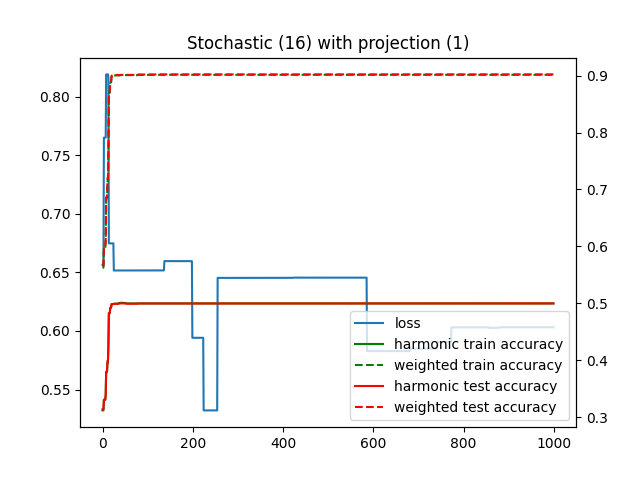 Stochastic (16) with projection (1)
0.80
0.75
0.70
0.65
0.60
0.55
0.9
0.8
0.7
0.6
0.5
0.4
0.3
loss
harmonic train accuracy
weighted train accuracy
harmonic test accuracy
weighted test accuracy
0 200 400 600 800 1000